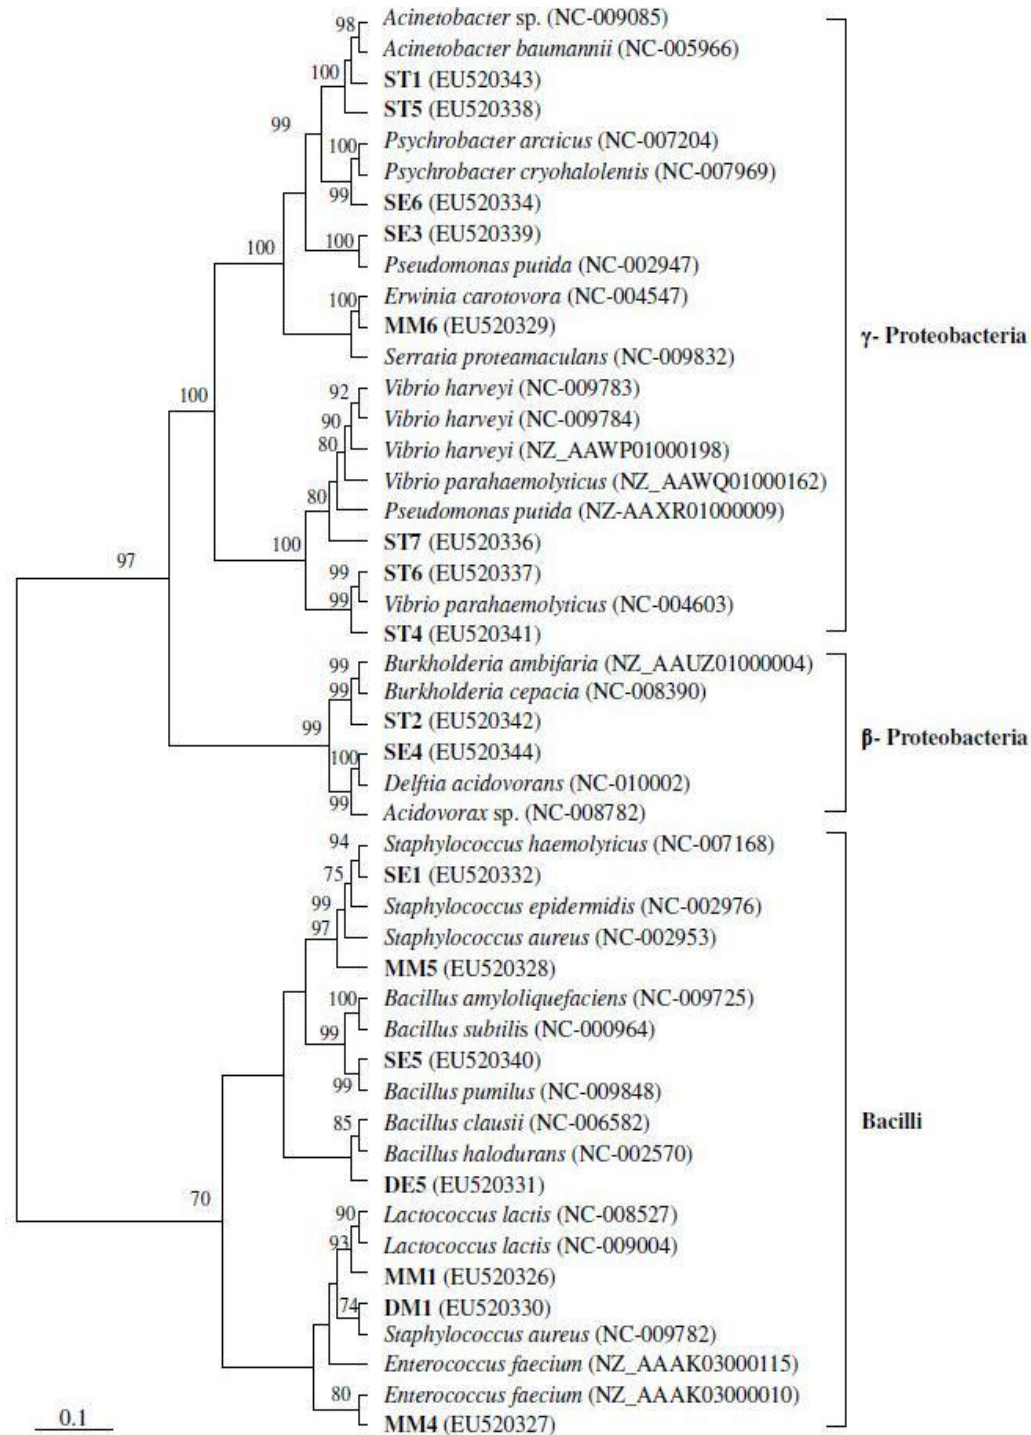 98 Acinetobacter sp. (NC-009085)
Acinetobacter baumannii (NC-005966)
100 ST1 (EU520343)
ST5 (EU520338)
99
100 Psychrobacter arcticus (NC-007204)
Psychrobacter cryohalolentis (NC-007969)
99 SE6 (EU520334)
SE3 (EU520339)
100 100
Pseudomonas putida (NC-002947)
100 Erwinia carotovora (NC-004547)
MM6 (EU520329)
γ- Proteobacteria
Serratia proteamaculans (NC-009832)
92 Vibrio harveyi (NC-009783)
100
90 Vibrio harveyi (NC-009784)
80 Vibrio harveyi (NZ_AAWP01000198)
Vibrio parahaemolyticus (NZ_AAWQ01000162)
80 Pseudomonas putida (NZ-AAXR01000009)
100 ST7 (EU520336)
97 99 ST6 (EU520337)
99 Vibrio parahaemolyticus (NC-004603)
ST4 (EU520341)
99 Burkholderia ambifaria (NZ_AAUZ01000004)
99 Burkholderia cepacia (NC-008390)
99 ST2 (EU520342)
β- Proteobacteria
100 SE4 (EU520344)
Delftia acidovorans (NC-010002)
99 Acidovorax sp. (NC-008782)
94 Staphylococcus haemolyticus (NC-007168)
75 SE1 (EU520332)
99 Staphylococcus epidermidis (NC-002976)
97 Staphylococcus aureus (NC-002953)
MM5 (EU520328)
100 Bacillus amyloliquefaciens (NC-009725)
99 Bacillus subtilis (NC-000964)
SE5 (EU520340)
99 Bacillus pumilus (NC-009848)
85 Bacillus clausii (NC-006582)
Bacilli
Bacillus halodurans (NC-002570)
DE5 (EU520331)
70
90 Lactococcus lactis (NC-008527)
93 Lactococcus lactis (NC-009004)
MM1 (EU520326)
74 DM1 (EU520330)
Staphylococcus aureus (NC-009782)
Enterococcus faecium (NZ_AAAK03000115)
80 Enterococcus faecium (NZ_AAAK03000010)
0.1 MM4 (EU520327)